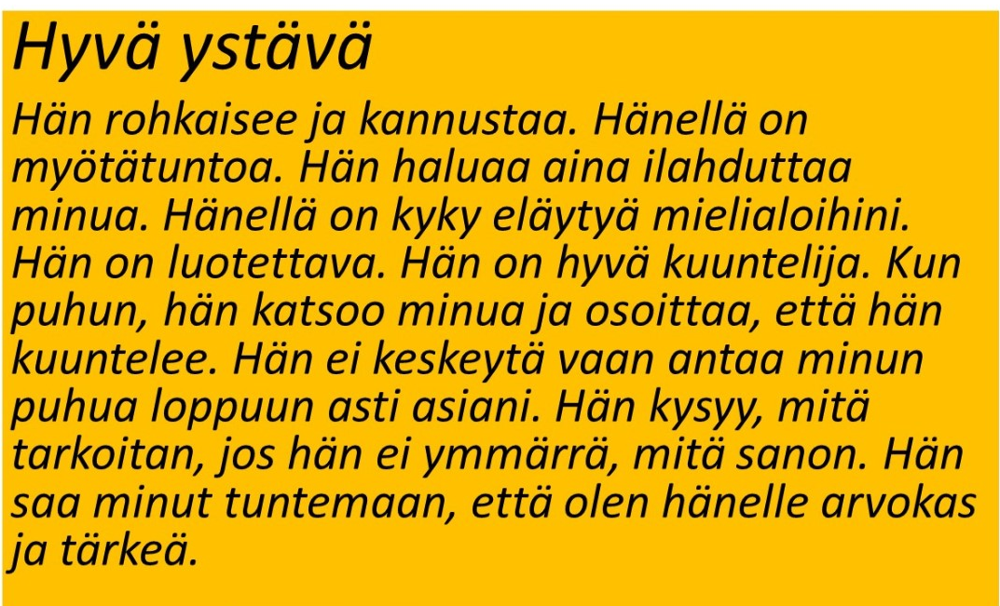 Hyvä ystävä
Hän rohkaisee ja kannustaa. Hänellä on
myötätuntoa. Hän haluaa aina ilahduttaa
minua. Hänellä on kyky eläytyä mielialoihini.
Hän on luotettava. Hän on hyvä kuuntelija. Kun
puhun, hän katsoo minua ja osoittaa, että hän
kuuntelee. Hän ei keskeytä vaan antaa minun
puhua loppuun asti asiani. Hän kysyy, mitä
tarkoitan, jos hän ei ymmärrä, mitä sanon. Hän
saa minut tuntemaan, että olen hänelle arvokas
ja tärkeä.